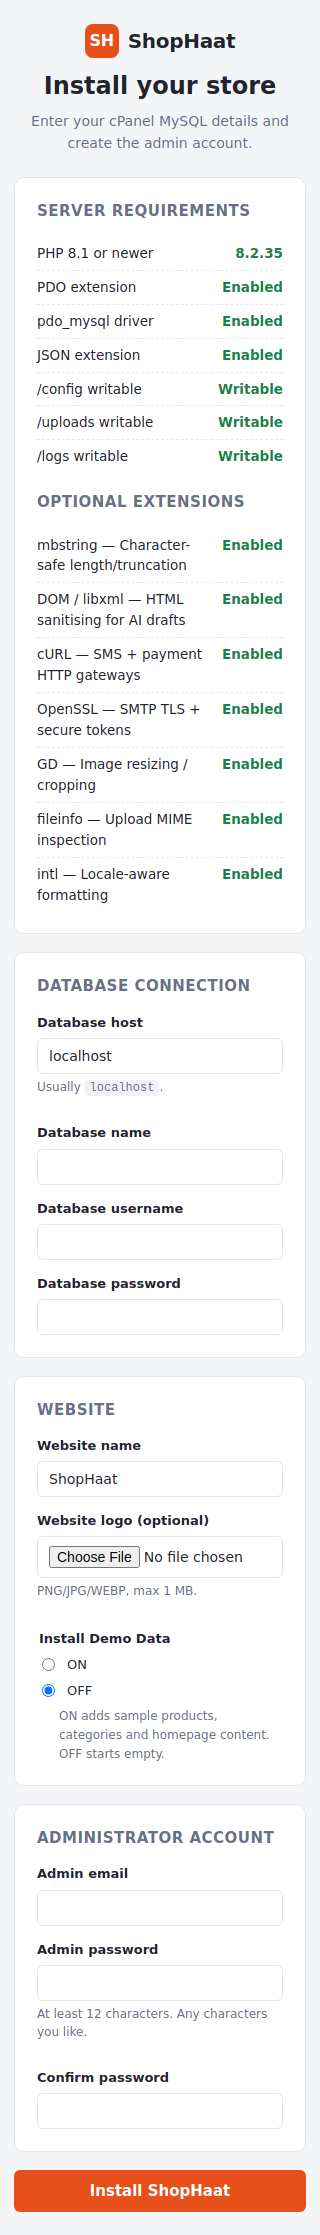 SH ShopHaat
Install your store
Enter your cPanel MySQL details and
create the admin account.
SERVER REQUIREMENTS
PHP 8.1 or newer 8.2.35
PDO extension Enabled
pdo_mysql driver Enabled
JSON extension Enabled
/config writable Writable
/uploads writable Writable
/logs writable Writable
OPTIONAL EXTENSIONS
mbstring — Character- Enabled
safe length/truncation
DOM / libxml — HTML Enabled
sanitising for AI drafts
cURL — SMS + payment Enabled
HTTP gateways
OpenSSL — SMTP TLS + Enabled
secure tokens
GD — Image resizing / Enabled
cropping
fileinfo — Upload MIME Enabled
inspection
intl — Locale-aware Enabled
formatting
DATABASE CONNECTION
Database host
localhost
Usually localhost.
Database name
Database username
Database password
WEBSITE
Website name
ShopHaat
Website logo (optional)
Choose File No file chosen
PNG/JPG/WEBP, max 1 MB.
Install Demo Data
ON
OFF
ON adds sample products,
categories and homepage content.
OFF starts empty.
ADMINISTRATOR ACCOUNT
Admin email
Admin password
At least 12 characters. Any characters
you like.
Confirm password
Install ShopHaat